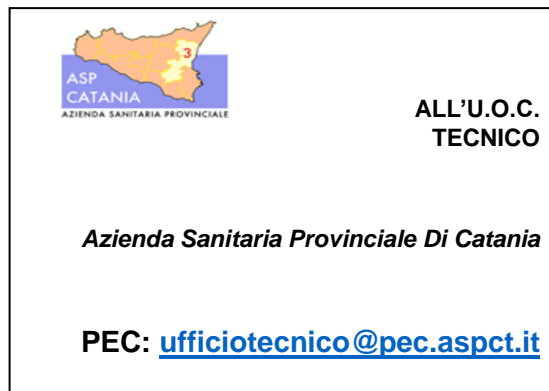 3
ASP
CATANIA
AZIENDA SANITARIA PROVINCIALE
ALL’U.O.C.
TECNICO
Azienda Sanitaria Provinciale Di Catania
PEC: ufficiotecnico@pec.aspct.it